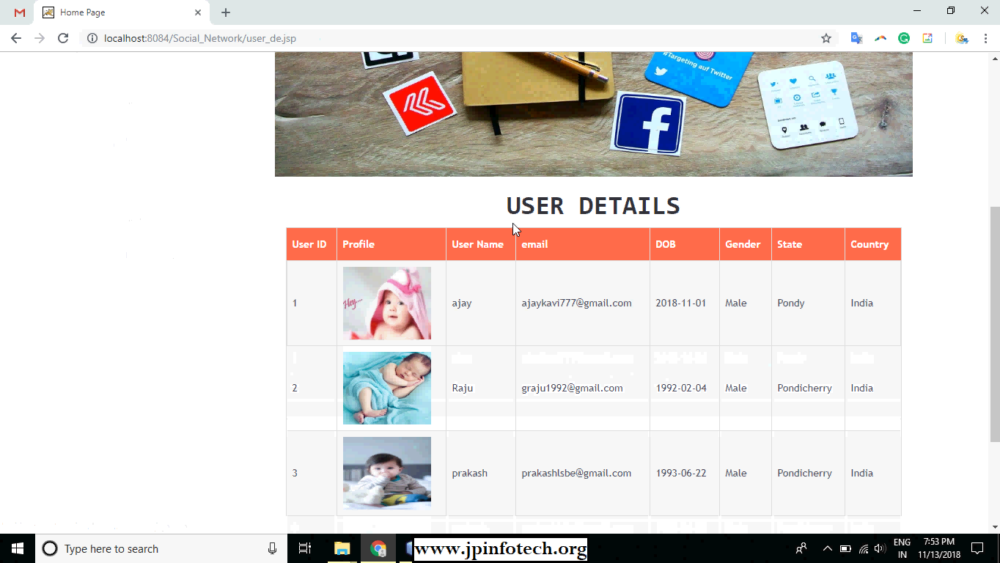 Home Page
localhost:8084/Social_Network/user_de.jsp
#Targeting auf Twitter
USER DETAILS
User ID Profile User Name email DOB Gender State Country
Hey....
1 ajay ajaykavi777@gmail.com 2018-11-01 Male Pondy India
2 Raju graju1992@gmail.com 1992-02-04 Male Pondicherry India
3 prakash prakashlsbe@gmail.com 1993-06-22 Male Pondicherry India
Type here to search
www.jpinfotech.org
ENG
IN
7:53 PM
11/13/2018